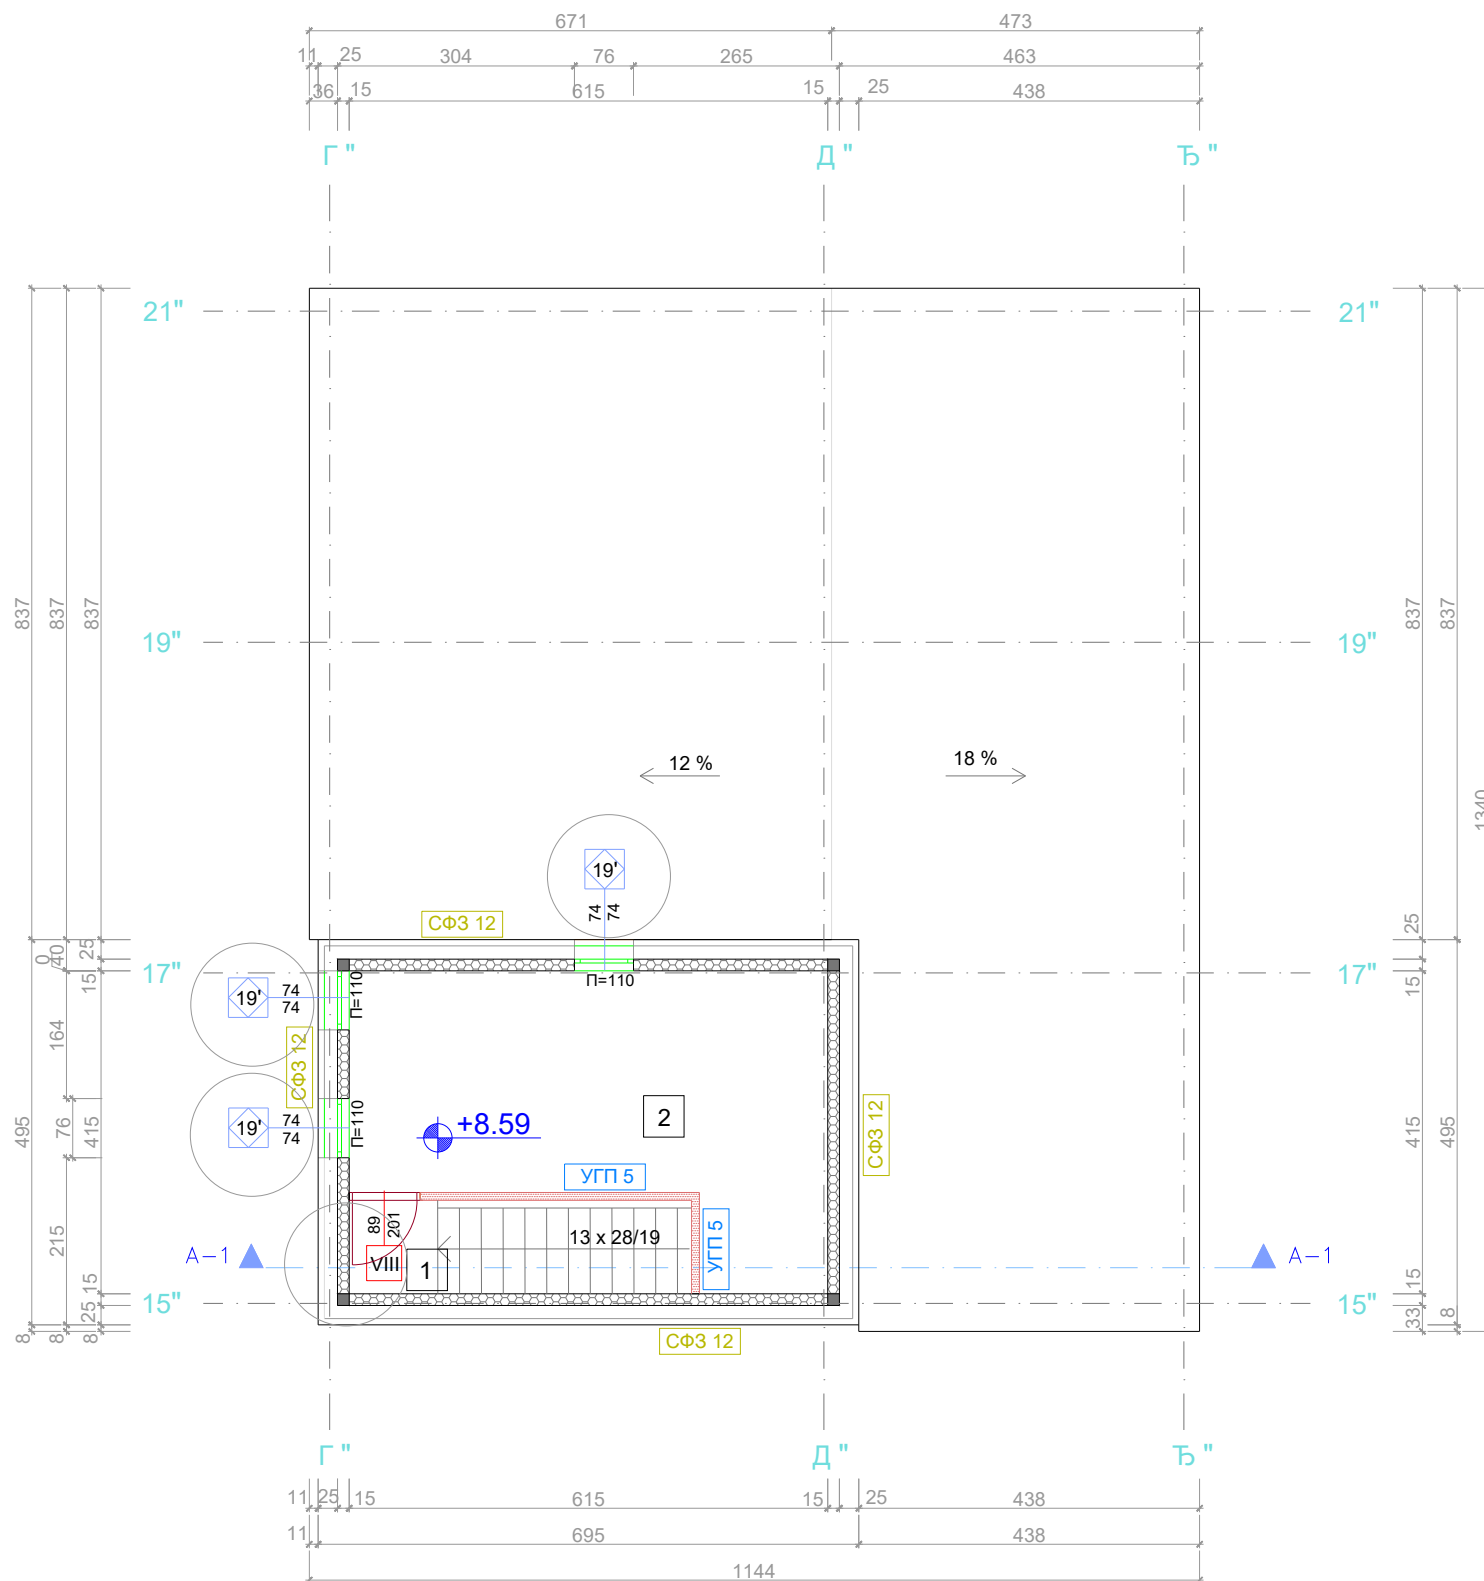 671 473
11 25 304 76 265 463
36 15 615 15 25 438
Г " Д " Ђ "
21" 21"
837 837 837 837 837
19" 19"
12 % 18 %
1340
19'
74 74
СФЗ 12
0 /40 25 25
17" П=110 17"
15 15
19' 74 П=110
74
164
СФЗ 12
19' 74 П=110
74
495 76 415 415 495
+8.59 2
СФЗ 12
УГП 5
89 201
13 x 28/19 УГП 5
215
A-1 VIII 1 A-1
15 15
15" 15"
25 33 8
8 8 8
СФЗ 12
Г " Д " Ђ "
11 25 15 615 15 25 438
11 695 438
1144